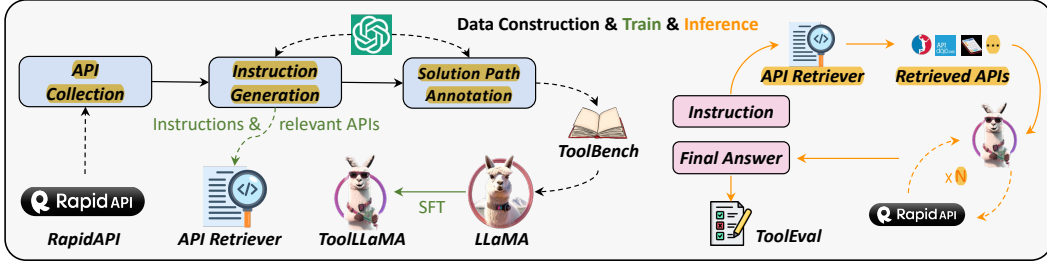 Data Construction & Train & Inference
API
Collection
Instruction
Generation
Solution Path
Annotation
API Retriever
Retrieved APIs
Instructions & relevant APIs
ToolBench
Instruction
Final Answer
x N
Rapid API
RapidAPI
API Retriever
SFT
ToolLLaMA
LLaMA
ToolEval
Rapid API